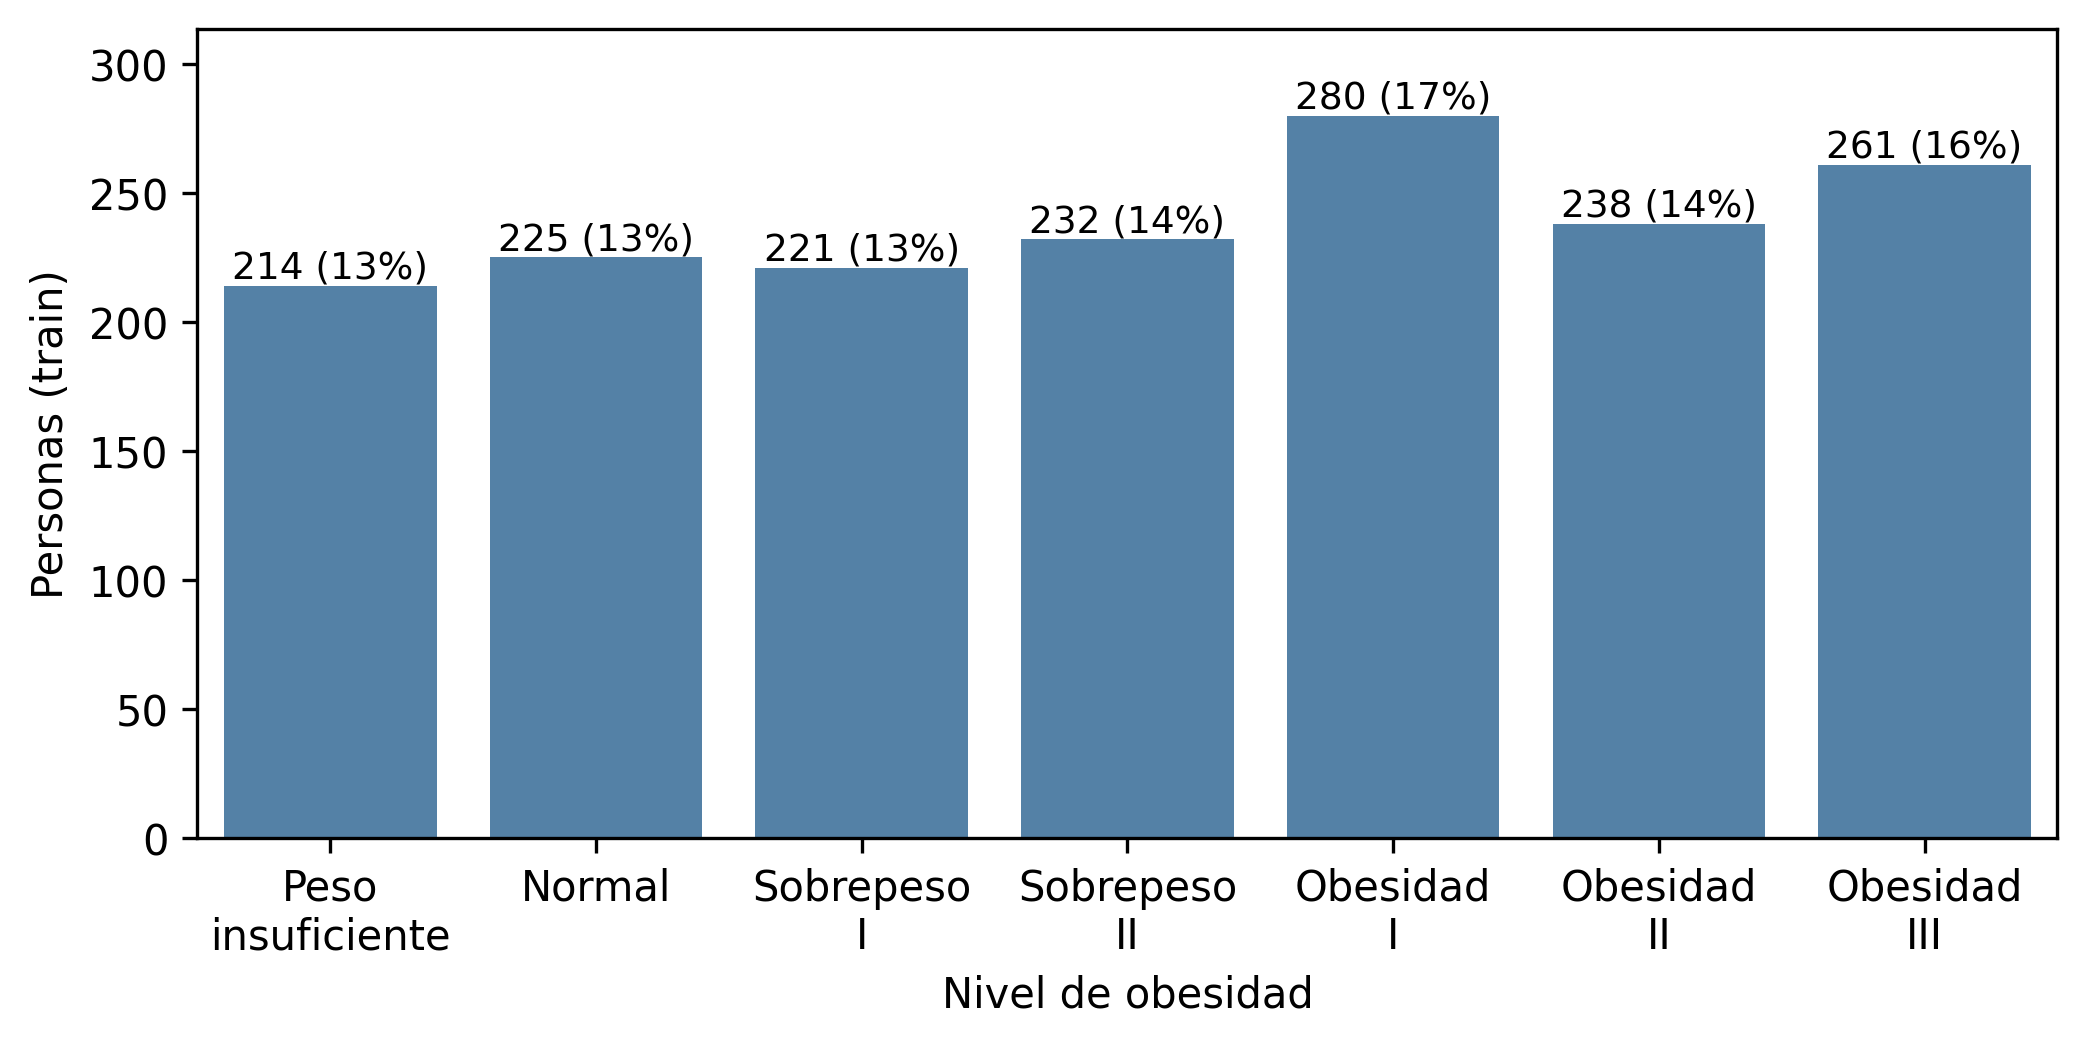 Personas (train)
300
250
200
150
100
50
0
214 (13%)
225 (13%)
221 (13%)
232 (14%)
280 (17%)
238 (14%)
261 (16%)
Peso
insuficiente
Normal
Sobrepeso
I
Sobrepeso
II
Obesidad
I
Obesidad
II
Obesidad
III
Nivel de obesidad